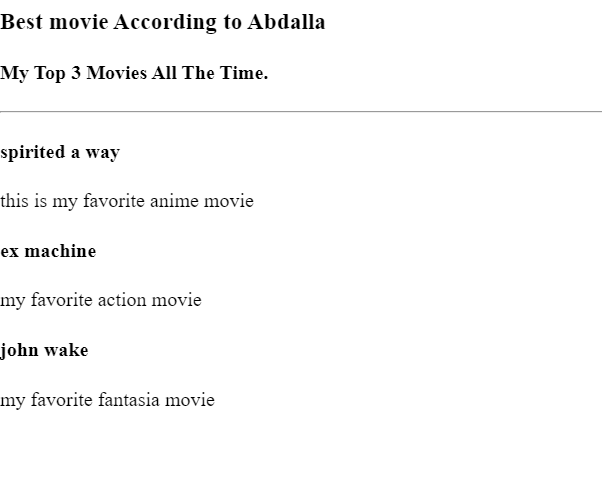 Best movie According to Abdalla
My Top 3 Movies All The Time.
spirited a way
this is my favorite anime movie
ex machine
my favorite action movie
john wake
my favorite fantasia movie